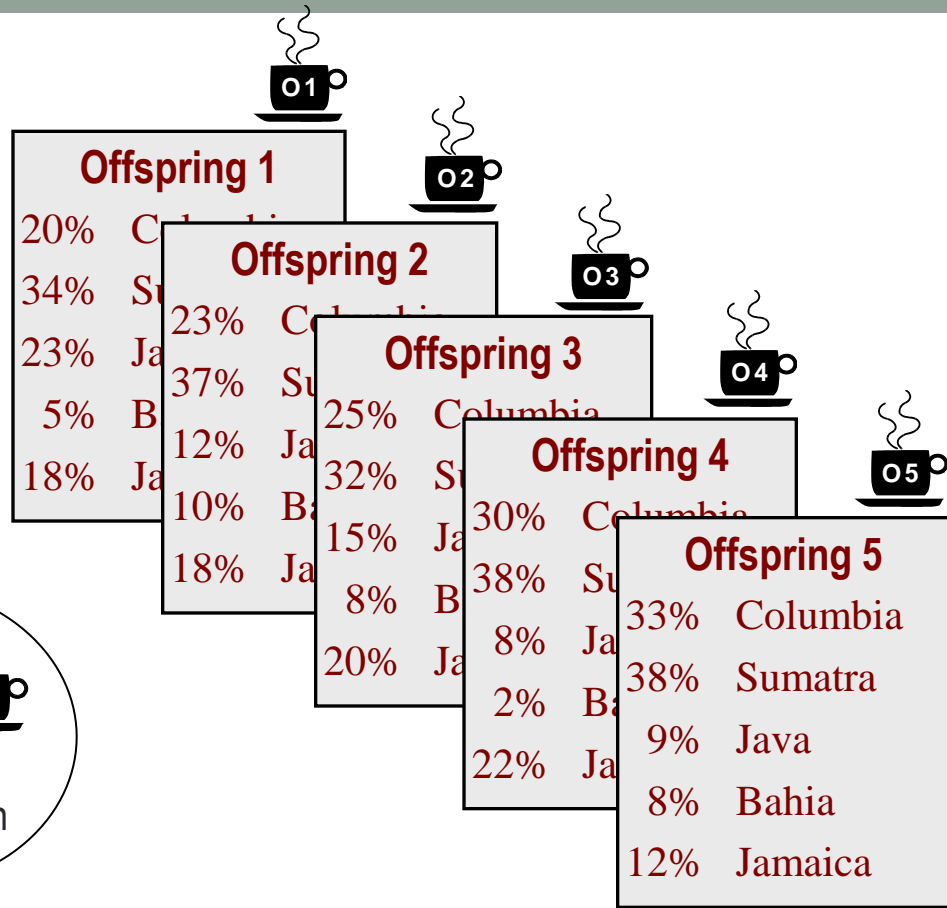 O1
Offspring 1
20%
34%
23%
5%
18%
O2
Offspring 2
23%
37%
12%
10%
18%
O3
Offspring 3
25% Columbia
32%
15%
8%
20%
O4
Offspring 4
30% Columbia
38%
8%
2%
22%
O5
Offspring 5
33% Columbia
38% Sumatra
9% Java
8% Bahia
12% Jamaica